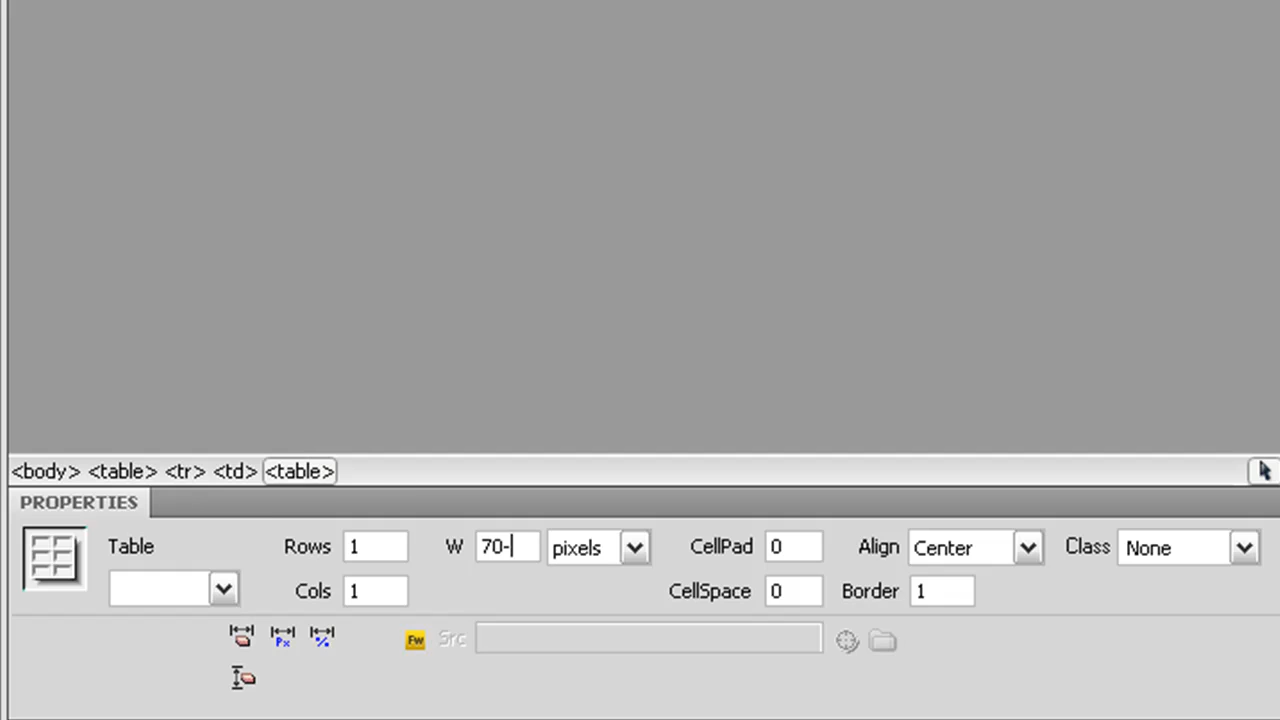 <body> <table> <tr> <td> <table>
PROPERTIES
Table Rows 1 W 70- pixels CellPad 0 Align Center Class None
Cols 1 CellSpace 0 Border 1
Px % Fw Src